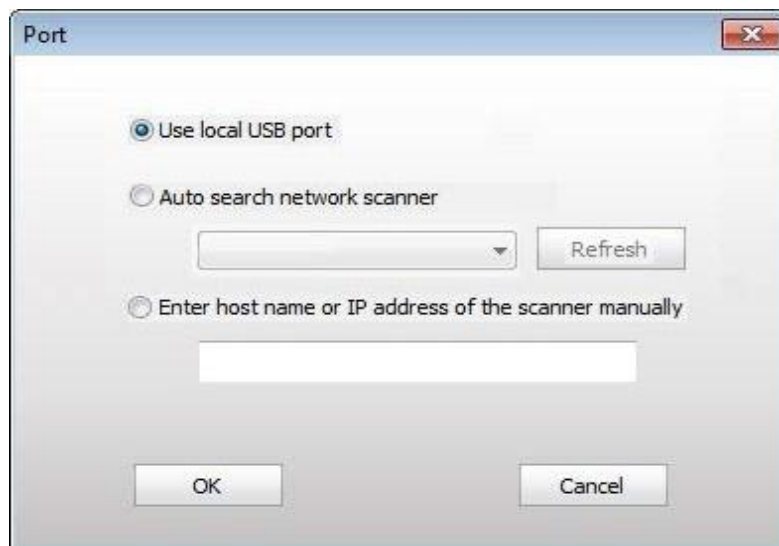 Port
Use local USB port
Auto search network scanner
Refresh
Enter host name or IP address of the scanner manually
OK
Cancel